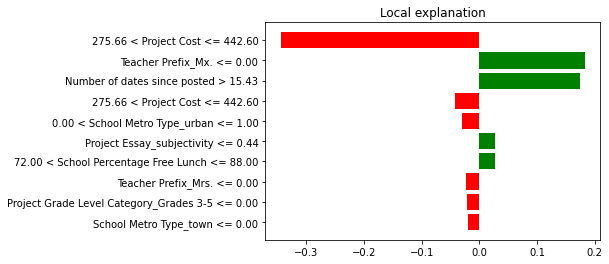 Local explanation
275.66 < Project Cost <= 442.60
Teacher Prefix_Mx. <= 0.00
Number of dates since posted > 15.43
275.66 < Project Cost <= 442.60
0.00 < School Metro Type_urban <= 1.00
Project Essay_subjectivity <= 0.44
72.00 < School Percentage Free Lunch <= 88.00
Teacher Prefix_Mrs. <= 0.00
Project Grade Level Category_Grades 3-5 <= 0.00
School Metro Type_town <= 0.00
−0.3 −0.2 −0.1 0.0 0.1 0.2